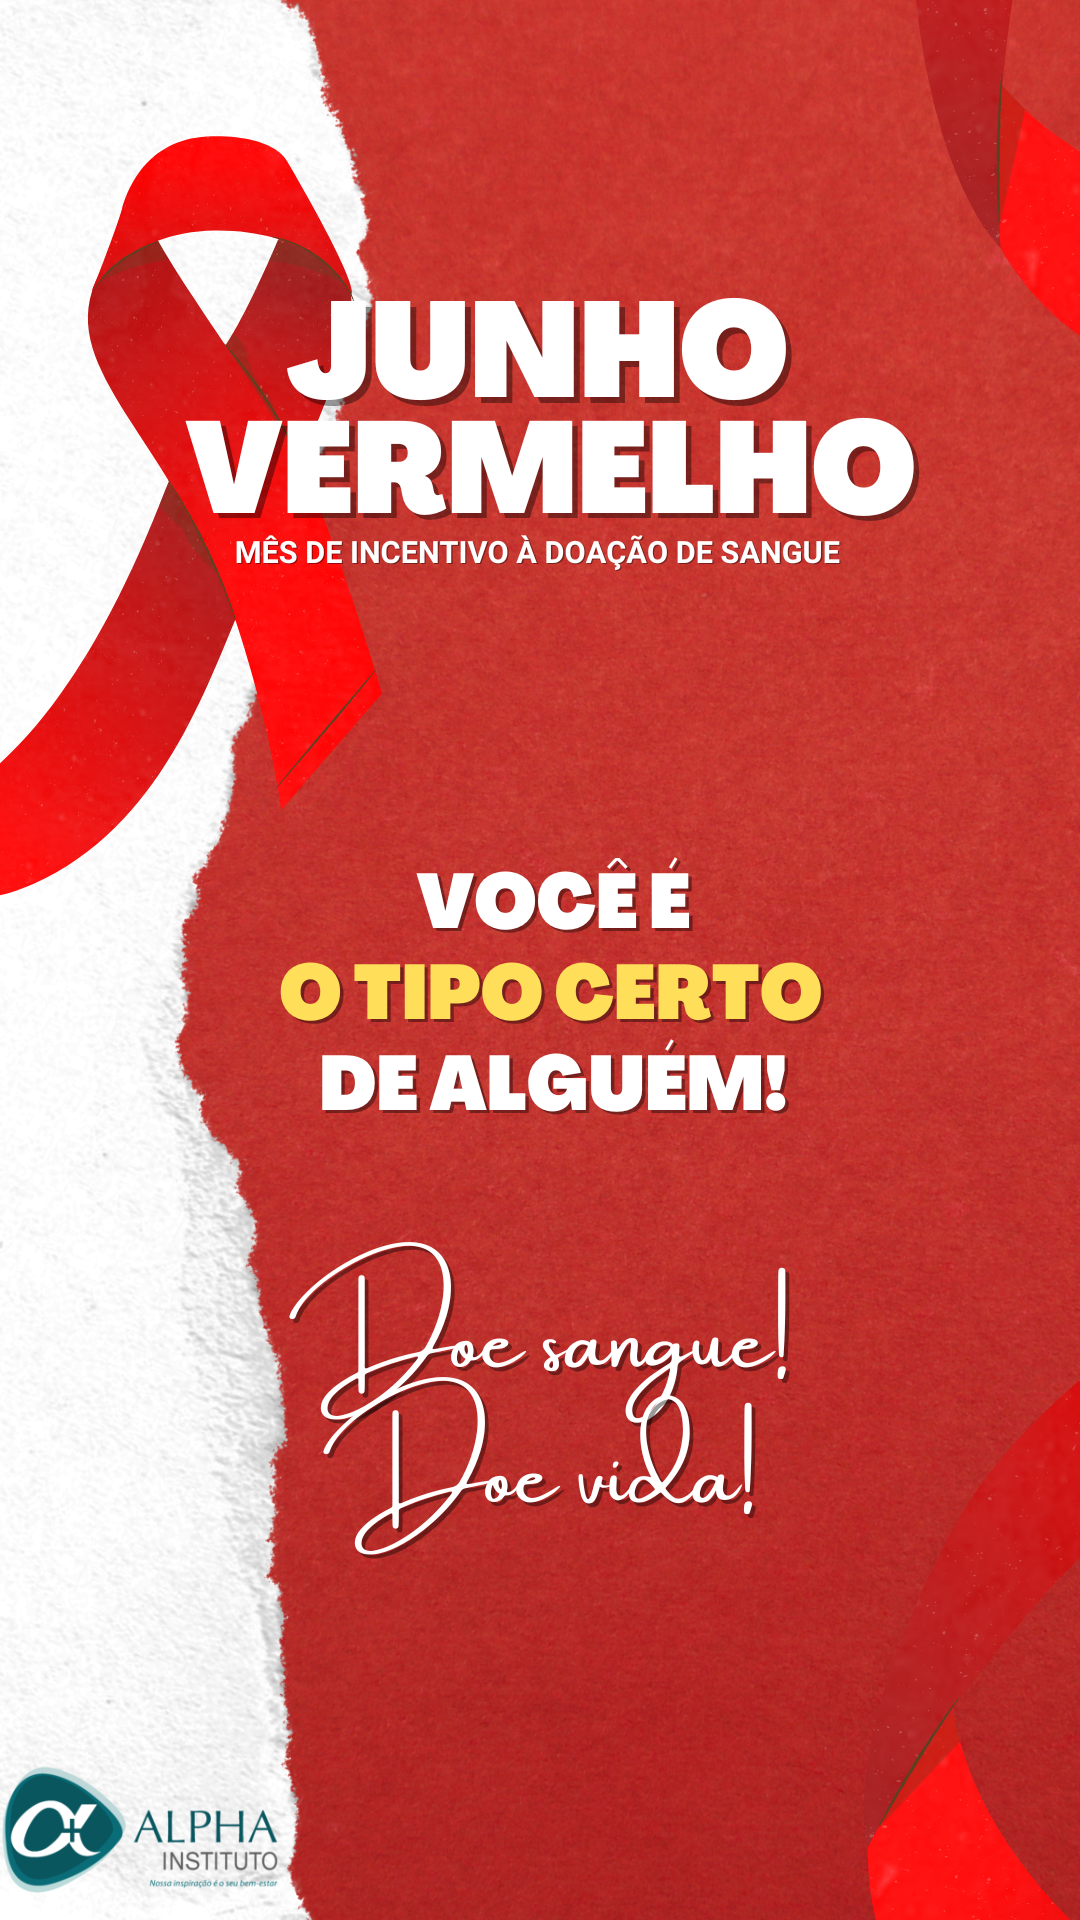 JUNHO
VERMELHO
MÊS DE INCENTIVO À DOAÇÃO DE SANGUE
VOCÊ É
O TIPO CERTO
DE ALGUÉM!
Doe sangue!
Doe vida!
ALPHA
INSTITUTO
Nossa inspiração é o seu bem-estar